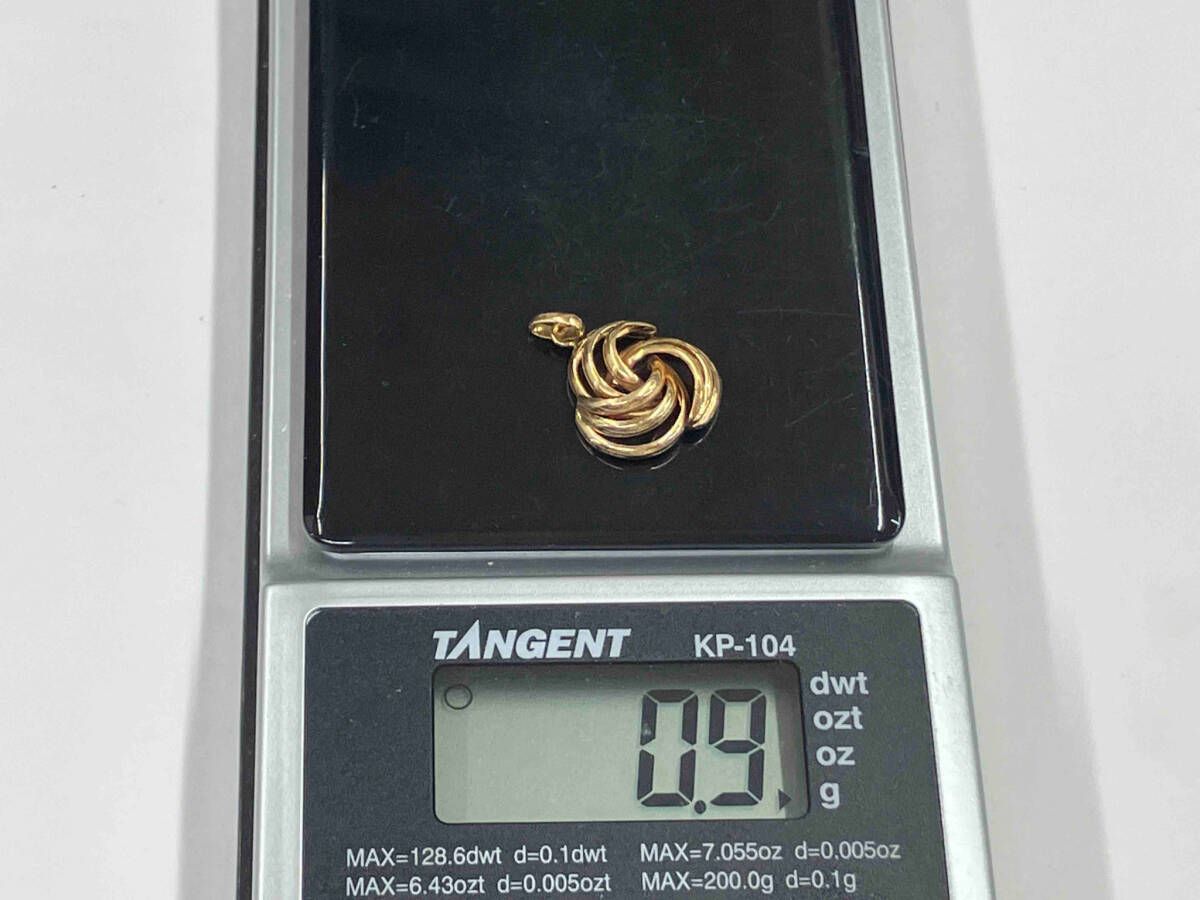 TANGENT KP-104
dwt
ozt
oz
g
0.9
MAX=128.6dwt d=0.1dwt MAX=7.055oz d=0.005oz
MAX=6.43ozt d=0.005ozt MAX=200.0g d=0.1g